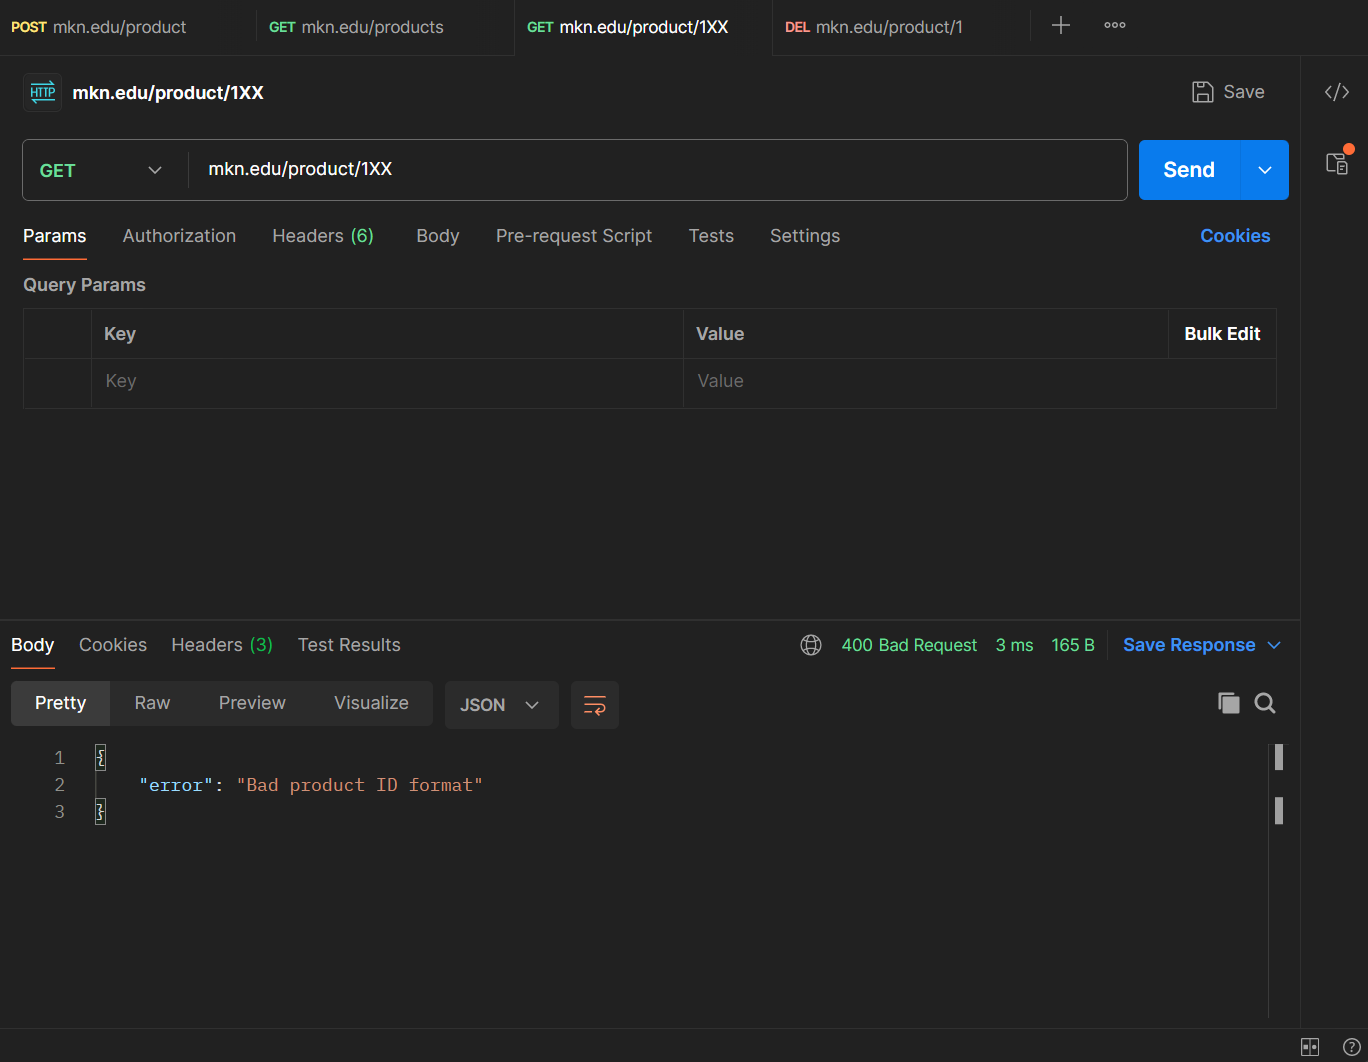 POST mkn.edu/product GET mkn.edu/products GET mkn.edu/product/1XX DEL mkn.edu/product/1
HTTP mkn.edu/product/1XX Save </>
GET mkn.edu/product/1XX Send
Params Authorization Headers (6) Body Pre-request Script Tests Settings Cookies
Query Params
Key Value Bulk Edit
Key Value
Body Cookies Headers (3) Test Results 400 Bad Request 3 ms 165 B Save Response
Pretty Raw Preview Visualize JSON
1 {
2 "error": "Bad product ID format"
3 }